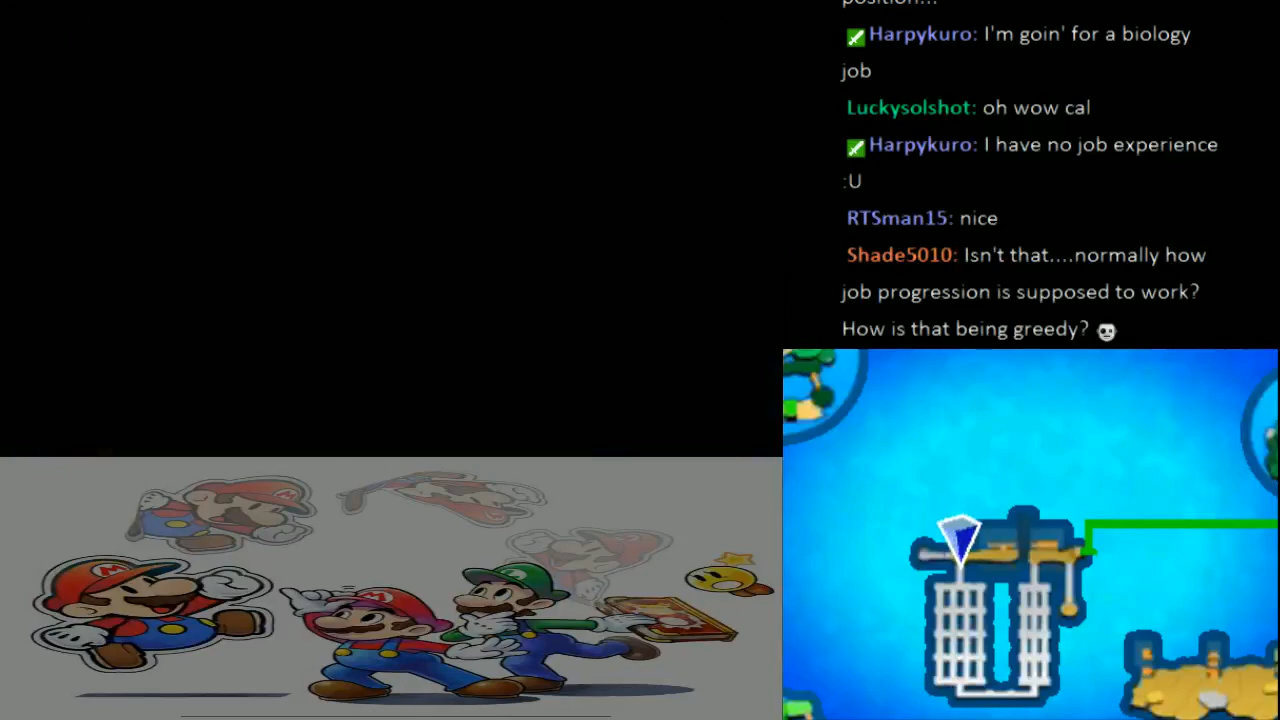 position...
Harpykuro: I'm goin' for a biology
job
Luckysolshot: oh wow cal
Harpykuro: I have no job experience
:U
RTSman15: nice
Shade5010: Isn't that....normally how
job progression is supposed to work?
How is that being greedy?